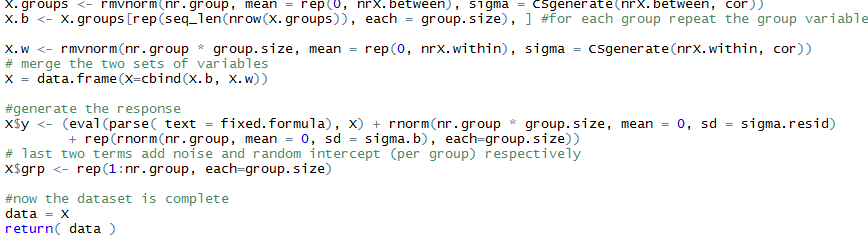 X.groups <- rmvnorm(nr.group, mean = rep(0, nrX.between), sigma = CSgenerate(nrX.between, cor))
X.b <- X.groups[rep(seq_len(nrow(X.groups)), each = group.size), ] #for each group repeat the group variable
X.w <- rmvnorm(nr.group * group.size, mean = rep(0, nrX.within), sigma = CSgenerate(nrX.within, cor))
# merge the two sets of variables
X = data.frame(X=cbind(X.b, X.w))
#generate the response
X$y <- (eval(parse( text = fixed.formula), X) + rnorm(nr.group * group.size, mean = 0, sd = sigma.resid)
+ rep(rnorm(nr.group, mean = 0, sd = sigma.b), each=group.size))
# last two terms add noise and random intercept (per group) respectively
X$grp <- rep(1:nr.group, each=group.size)
#now the dataset is complete
data = X
return( data )